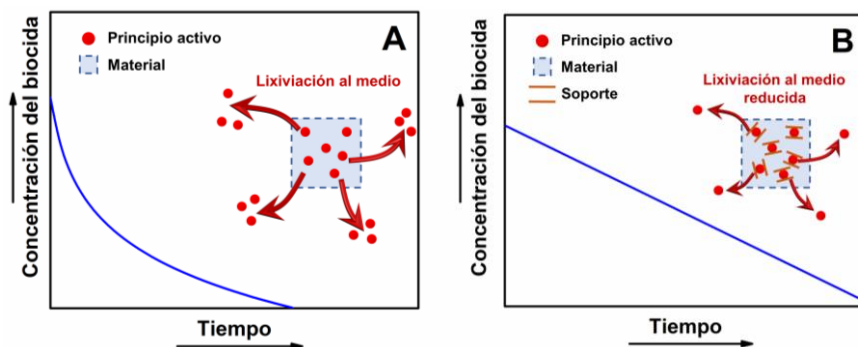 A
Principio activo
Material
Lixiviación al medio
Concentración del biocida
Tiempo
B
Principio activo
Material
Soporte
Lixiviación al medio
reducida
Concentración del biocida
Tiempo